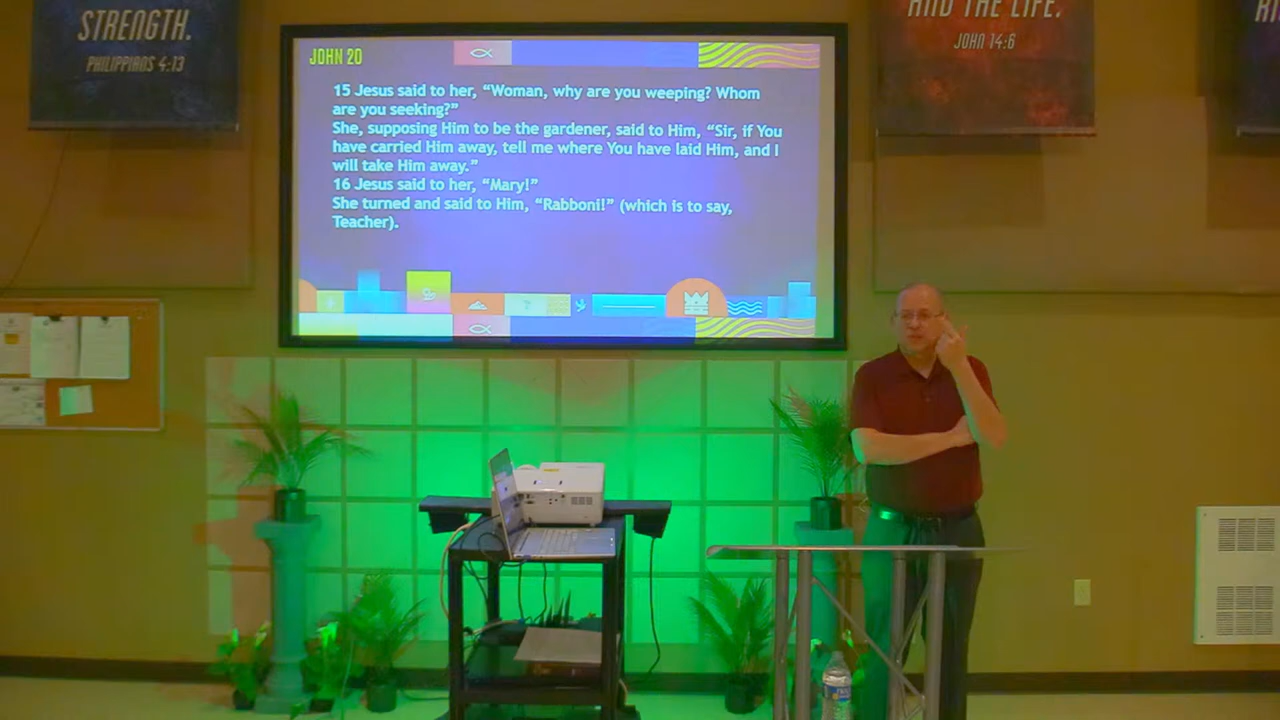 STRENGTH.
PHILIPPIANS 4:13
AND THE LIFE.
JOHN 14:6
JOHN 20
15 Jesus said to her, “Woman, why are you weeping? Whom
are you seeking?”
She, supposing Him to be the gardener, said to Him, “Sir, if You
have carried Him away, tell me where You have laid Him, and I
will take Him away.”
16 Jesus said to her, “Mary!”
She turned and said to Him, “Rabboni!” (which is to say,
Teacher).